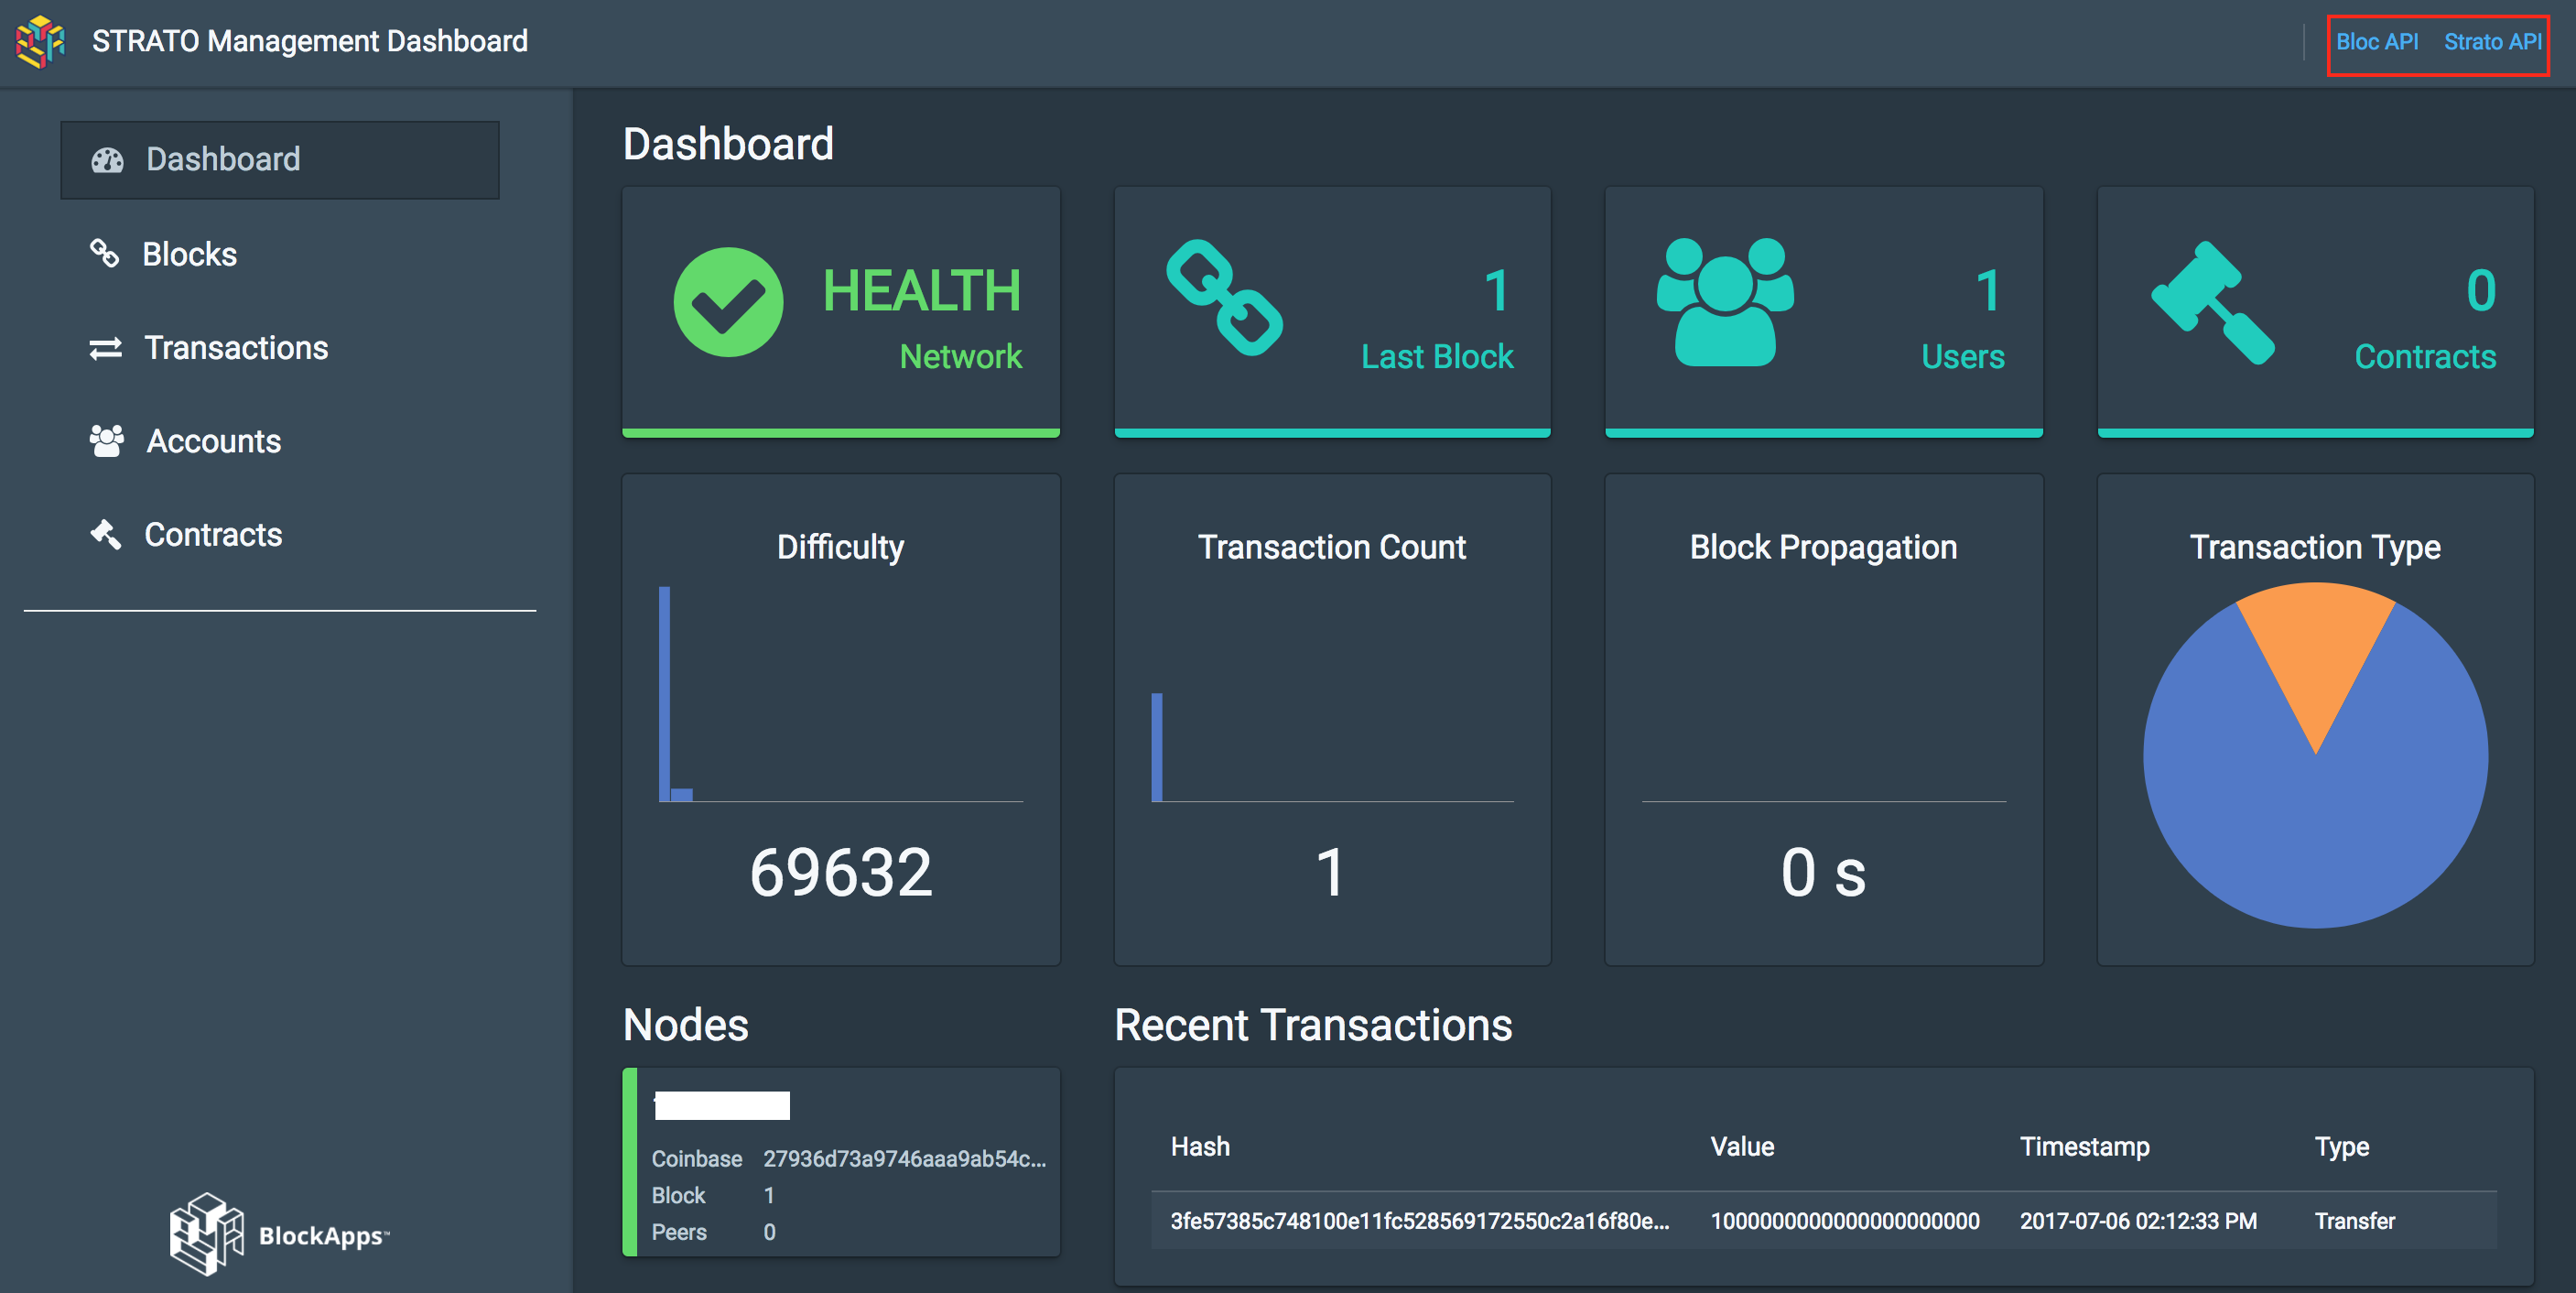 STRATO Management Dashboard
Bloc API Strato API
Dashboard
Blocks
Transactions
Accounts
Contracts
BlockApps™
Dashboard
HEALTH
Network
1
Last Block
1
Users
0
Contracts
Difficulty
69632
Transaction Count
1
Block Propagation
0 s
Transaction Type
Nodes
Coinbase 27936d73a9746aaa9ab54c...
Block 1
Peers 0
Recent Transactions
Hash Value Timestamp Type
3fe57385c748100e11fc528569172550c2a16f80e... 1000000000000000000000 2017-07-06 02:12:33 PM Transfer